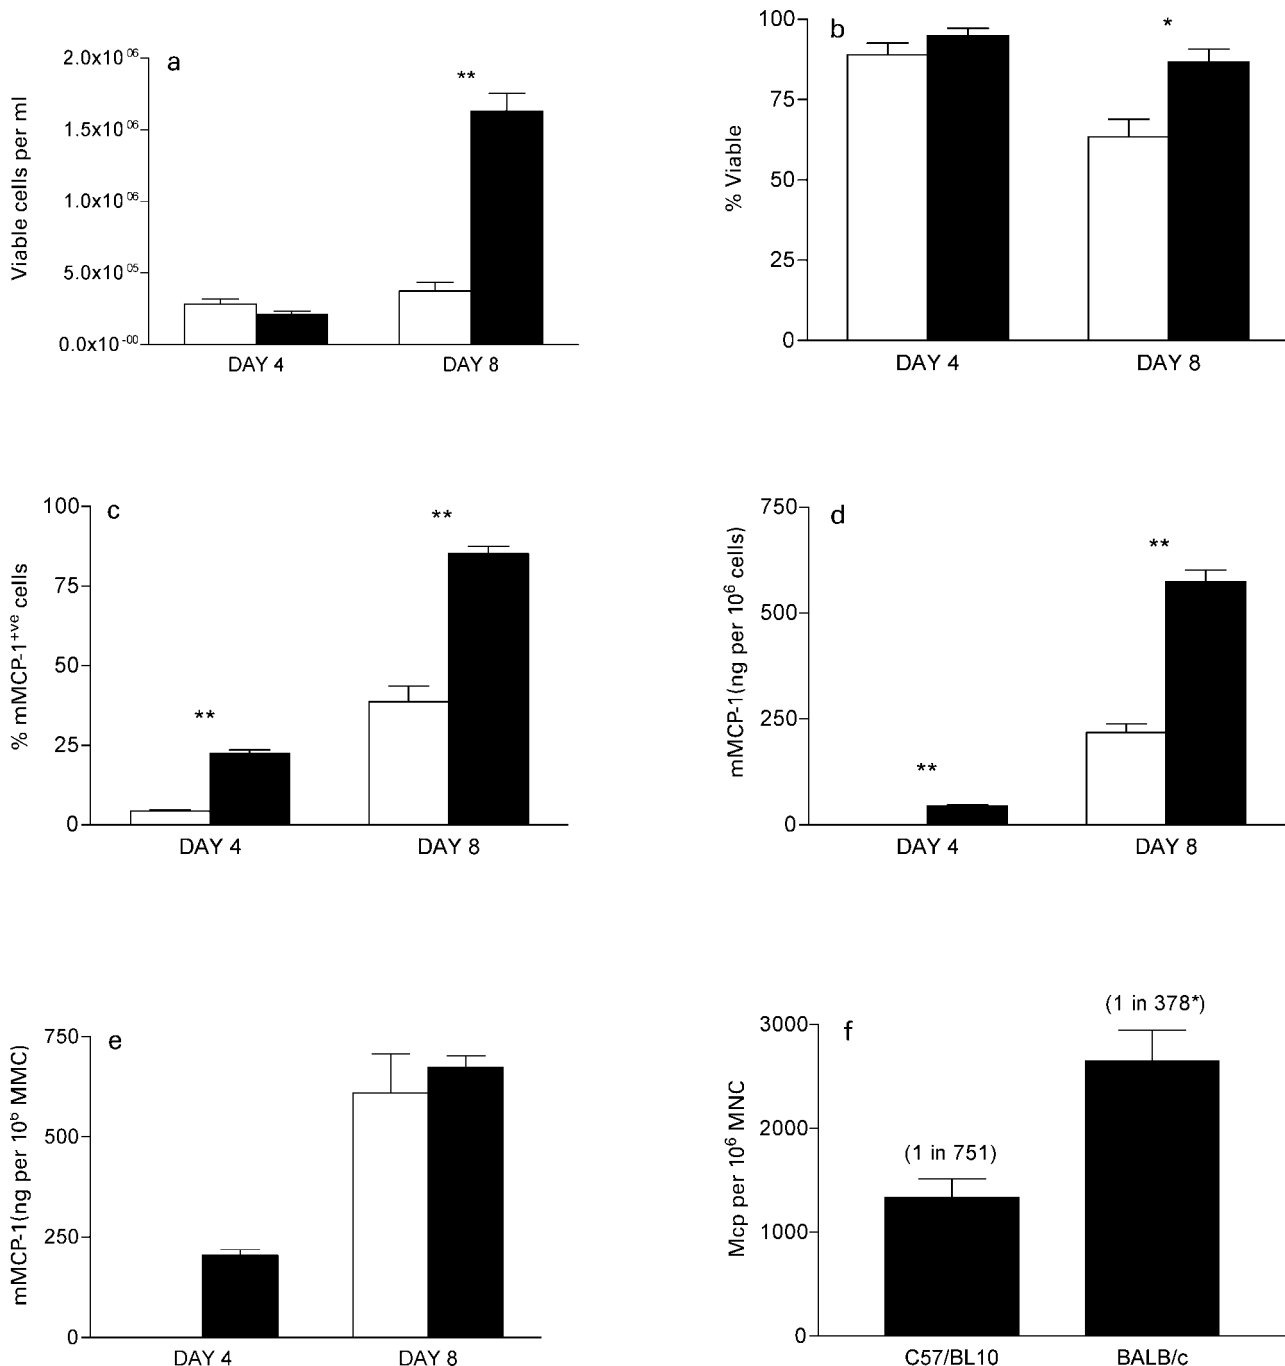 a
Viable cells per ml
2.0x10^06
1.5x10^06
1.0x10^06
5.0x10^05
0.0x10^-00
**
DAY 4 DAY 8
b
% Viable
100
75
50
25
0
*
DAY 4 DAY 8
c
% mMCP-1^+ve cells
100
75
50
25
0
**
**
DAY 4 DAY 8
d
mMCP-1(ng per 10^6 cells)
750
500
250
0
**
**
DAY 4 DAY 8
e
mMCP-1(ng per 10^6 MMC)
750
500
250
0
DAY 4 DAY 8
f
Mcp per 10^6 MNC
3000
2000
1000
0
(1 in 751)
(1 in 378*)
C57/BL10 BALB/c